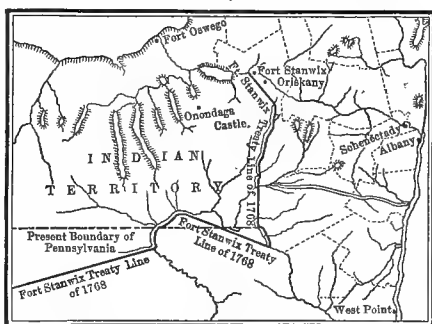 Fort Oswego
Fort Stanwix
Oriskany
Ft. Stanwix Treaty Line of 1768
Onondaga
Castle.
Schenectady
Albany
INDIAN
TERRITORY
Present Boundary of
Pennsylvania
Fort Stanwix Treaty
Line of 1768
Fort Stanwix Treaty Line
of 1768
West Point.